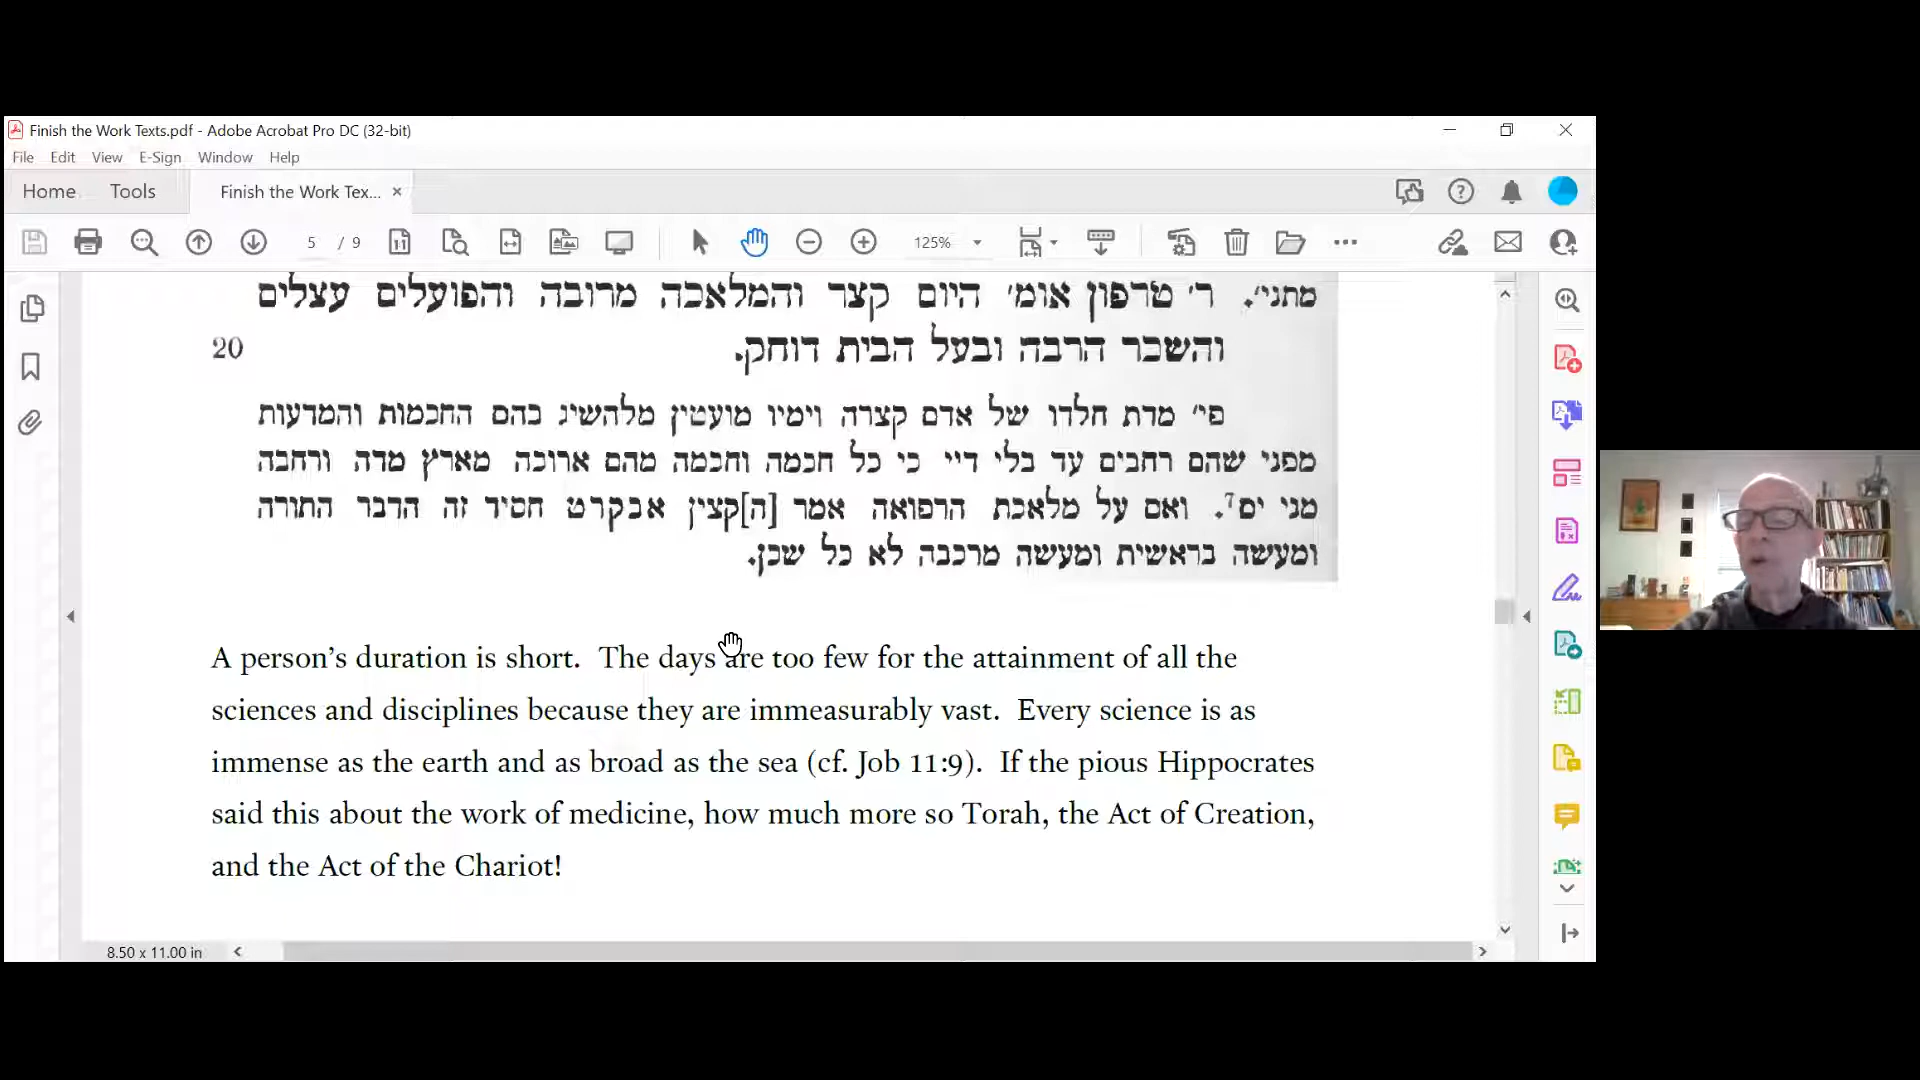 Finish the Work Texts.pdf - Adobe Acrobat Pro DC (32-bit)
File Edit View E-Sign Window Help
Home Tools Finish the Work Tex... ×
5 / 9 125%
מתני׳. ר׳ טרפון אומ׳ היום קצר והמלאכה מרובה והפועלים עצלים
והשכר הרבה ובעל הבית דוחק.
20
פי׳ מדת חלדו של אדם קצרה וימיו מועטין מלהשיג בהם החכמות והמדעות
מפני שהם רחבים עד בלי דיי כי כל חכמה וחכמה מהם ארוכה מארץ מדה ורחבה
מני ים7. ואם על מלאכת הרפואה אמר [ה]קצין אבקרט חסיד זה הדבר התורה
ומעשה בראשית ומעשה מרכבה לא כל שכן.
A person’s duration is short. The days are too few for the attainment of all the
sciences and disciplines because they are immeasurably vast. Every science is as
immense as the earth and as broad as the sea (cf. Job 11:9). If the pious Hippocrates
said this about the work of medicine, how much more so Torah, the Act of Creation,
and the Act of the Chariot!
8.50 x 11.00 in